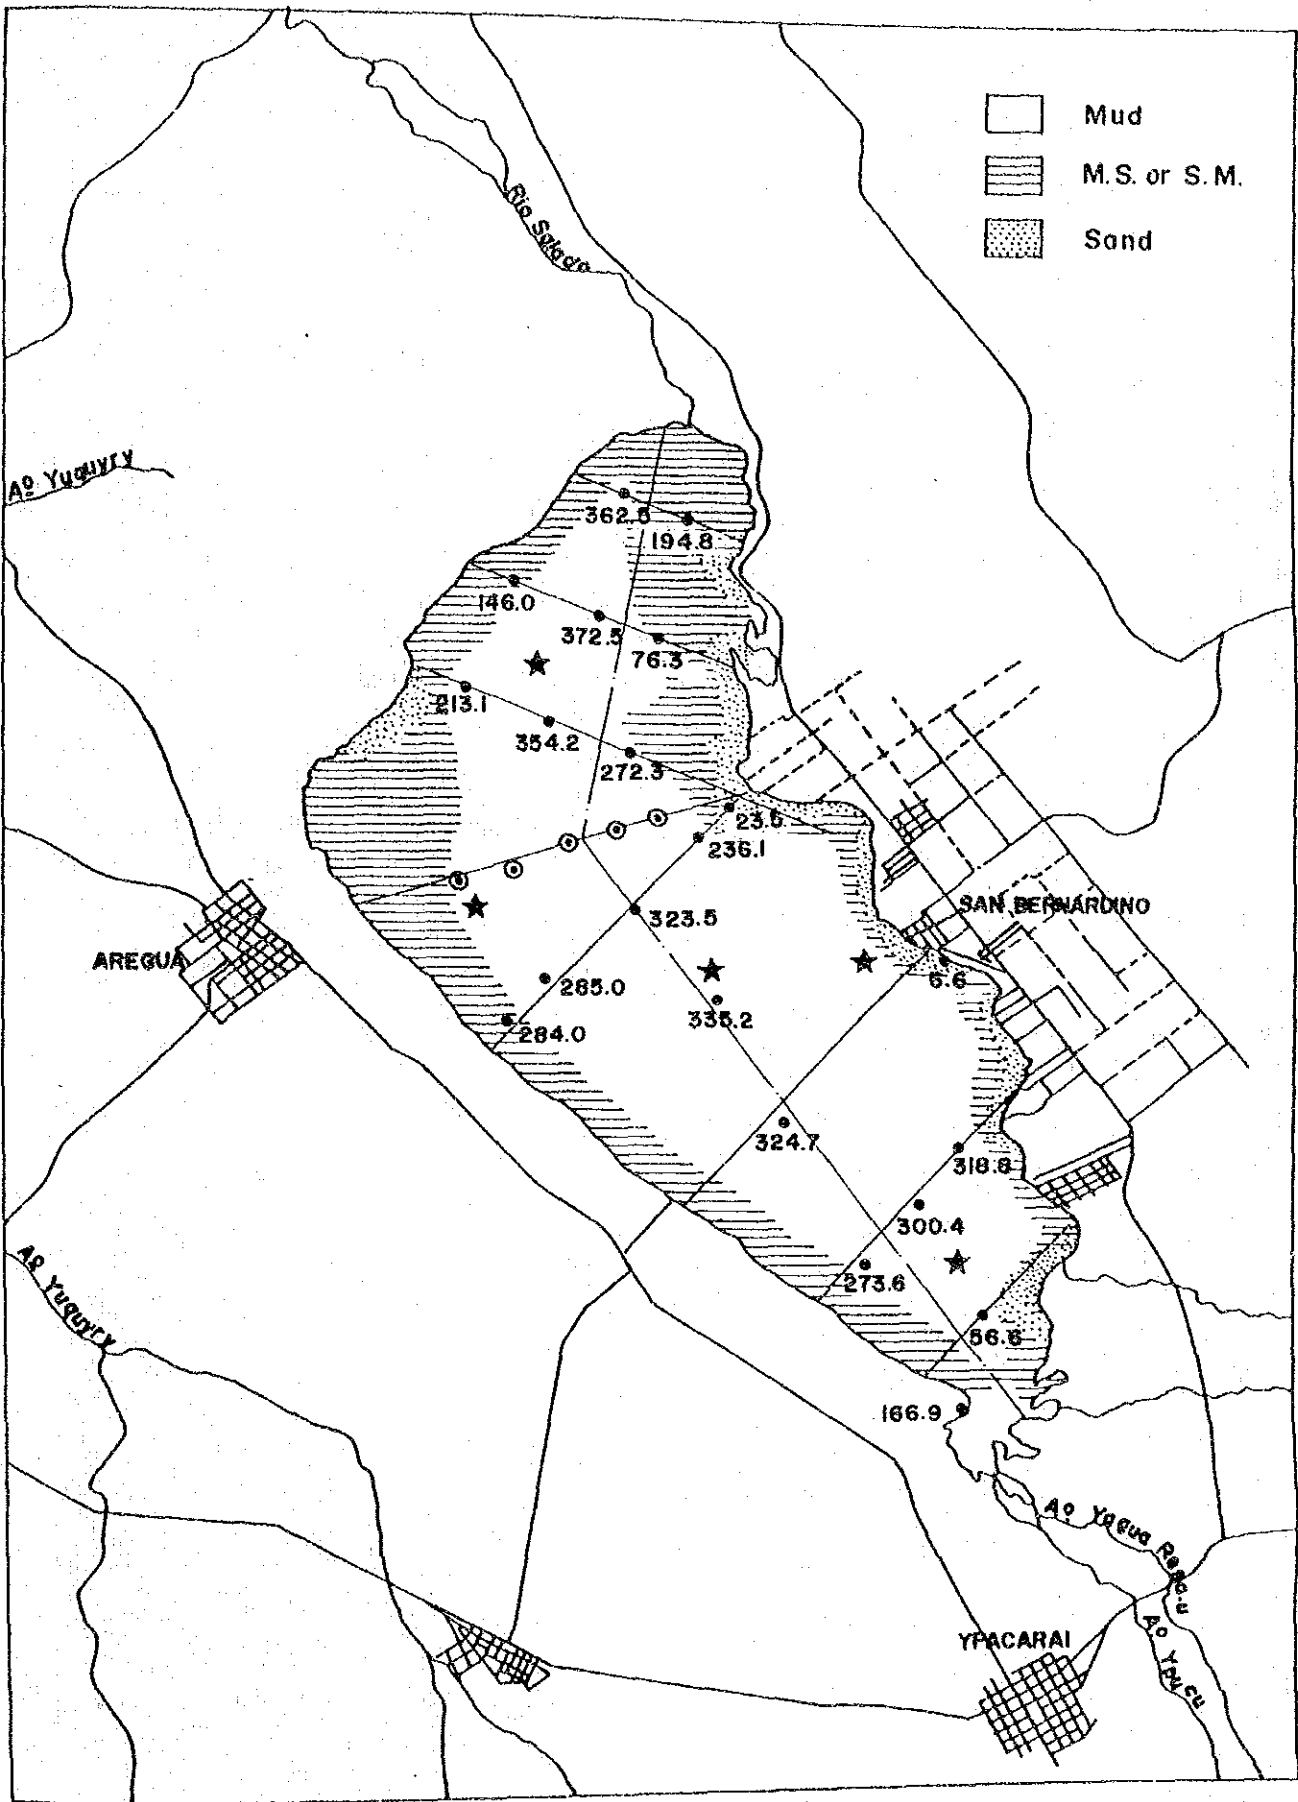 Mud
M.S. or S.M.
Sand
Rio Salado
Aº Yuquyry
362.5
194.8
146.0
372.5
76.3
213.1
354.2
272.3
23.5
236.1
SAN BERNARDINO
323.5
AREGUA
6.6
285.0
335.2
284.0
324.7
318.8
300.4
Aº Yuquyry
273.6
56.6
166.9
Aº Yagua Resa-u
YPACARAI
Aº Ypucu